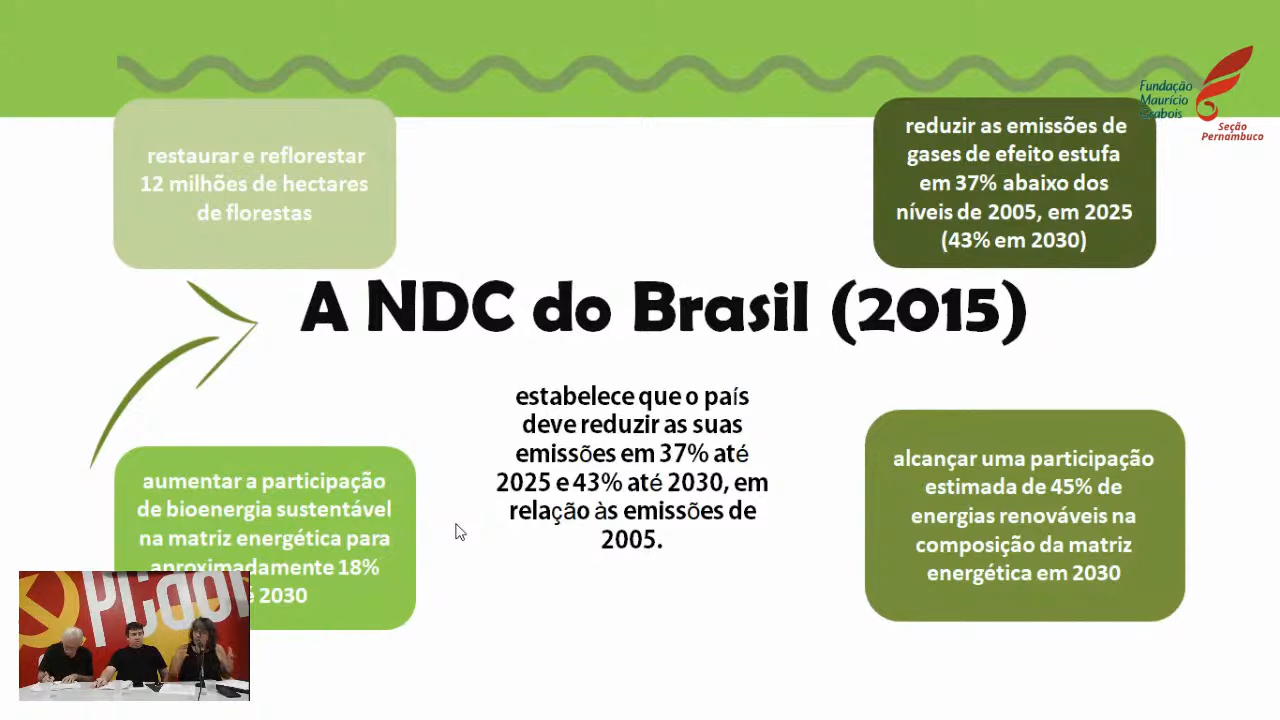 restaurar e reflorestar
12 milhões de hectares
de florestas
reduzir as emissões de
gases de efeito estufa
em 37% abaixo dos
níveis de 2005, em 2025
(43% em 2030)
Fundação
Maurício
Grabois
Seção
Pernambuco
A NDC do Brasil (2015)
estabelece que o país
deve reduzir as suas
emissões em 37% até
2025 e 43% até 2030, em
relação às emissões de
2005.
aumentar a participação
de bioenergia sustentável
na matriz energética para
aproximadamente 18%
2030
alcançar uma participação
estimada de 45% de
energias renováveis na
composição da matriz
energética em 2030
PCdoB